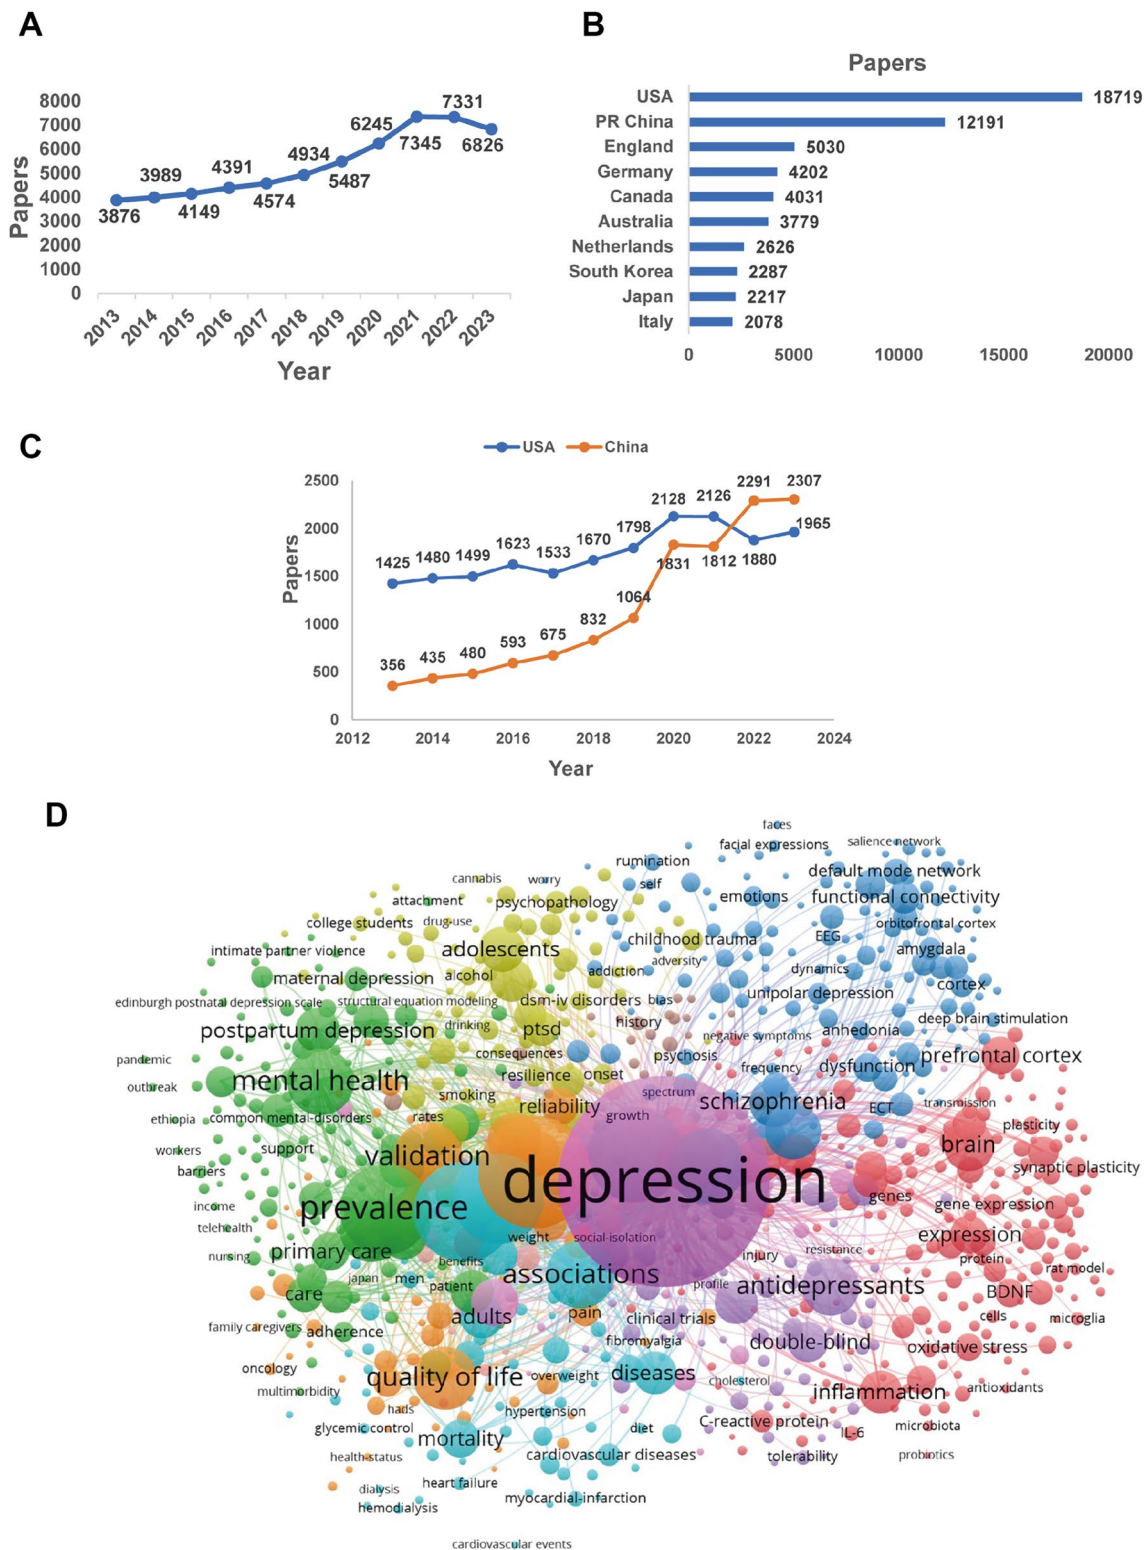 A
8000
7000
6000
5000
4000
3000
2000
1000
0
Papers
3876
3989
4149
4391
4574
4934
5487
6245
7345
7331
6826
2013
2014
2015
2016
2017
2018
2019
2020
2021
2022
2023
Year
B
Papers
USA 18719
PR China 12191
England 5030
Germany 4202
Canada 4031
Australia 3779
Netherlands 2626
South Korea 2287
Japan 2217
Italy 2078
0 5000 10000 15000 20000
C
USA China
2500
2000
1500
1000
500
0
Papers
1425 1480 1499 1623 1533 1670 1798 2128 2126 1880 1965
356 435 480 593 675 832 1064 1831 1812 2291 2307
2012 2014 2016 2018 2020 2022 2024
Year
D
faces
facial expressions
salience network
rumination
default mode network
cannabis
worry
self
emotions
functional connectivity
attachment
psychopathology
college students
drug-use
orbitofrontal cortex
childhood trauma
EEG
intimate partner violence
adolescents
amygdala
adversity
maternal depression
alcohol
addiction
dynamics
cortex
edinburgh postnatal depression scale
structural equation modeling
dsm-iv disorders
bias
unipolar depression
postpartum depression
drinking
ptsd
history
negative symptoms
anhedonia
deep brain stimulation
pandemic
consequences
psychosis
prefrontal cortex
outbreak
mental health
resilience
onset
frequency
dysfunction
smoking
spectrum
schizophrenia
ethiopia
common mental-disorders
rates
reliability
growth
ECT
transmission
workers
support
plasticity
barriers
validation
brain
depression
synaptic plasticity
income
prevalence
genes
gene expression
telehealth
weight
social-isolation
expression
nursing
primary care
benefits
injury
resistance
protein
rat model
japan
men
patient
associations
profile
antidepressants
care
BDNF
family caregivers
adherence
adults
pain
clinical trials
cells
microglia
fibromyalgia
double-blind
oxidative stress
oncology
quality of life
overweight
diseases
cholesterol
multimorbidity
inflammation
antioxidants
hads
hypertension
glycemic control
diet
C-reactive protein
IL-6
microbiota
mortality
health-status
cardiovascular diseases
tolerability
probiotics
dialysis
heart failure
hemodialysis
myocardial-infarction
cardiovascular events